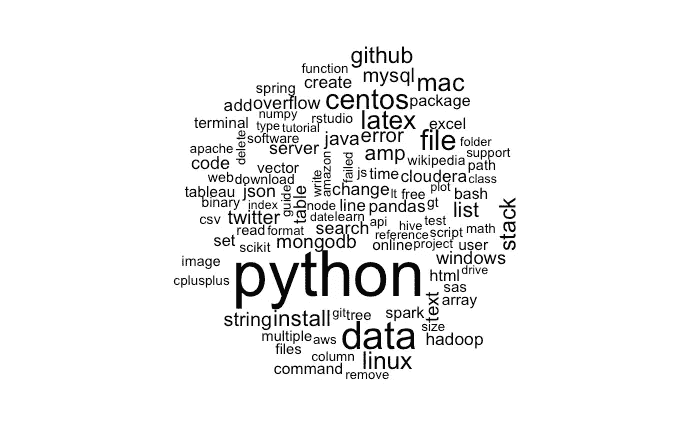 github
function
mysql
spring
create
mac
add
overflow
centos
package
numpy
rstudio
latex
excel
terminal
type
tutorial
java
error
file
folder
delete
software
apache
server
amp
wikipedia
support
code
vector
write
amazon
failed
js
time
cloudera
path
class
web
download
tableau
json
guide
table
change
lt
free
plot
bash
binary
index
node
line
pandas
gt
list
stack
csv
twitter
date
learn
api
hive
test
read
format
search
reference
script
math
set
scikit
mongodb
online
project
user
image
python
windows
cplusplus
html
drive
sas
text
array
string
install
git
tree
spark
size
multiple
aws
data
hadoop
files
column
linux
command
remove